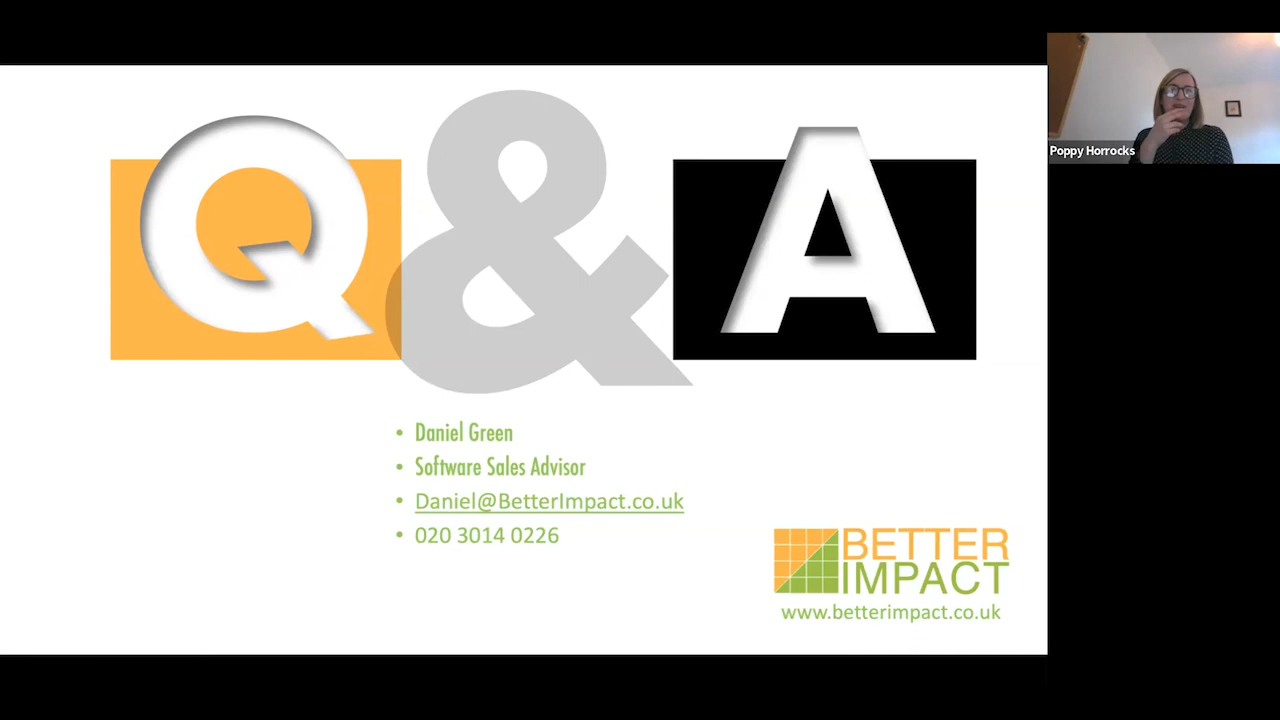 Q & A
Poppy Horrocks
• Daniel Green
• Software Sales Advisor
• Daniel@BetterImpact.co.uk
• 020 3014 0226
BETTER
IMPACT
www.betterimpact.co.uk